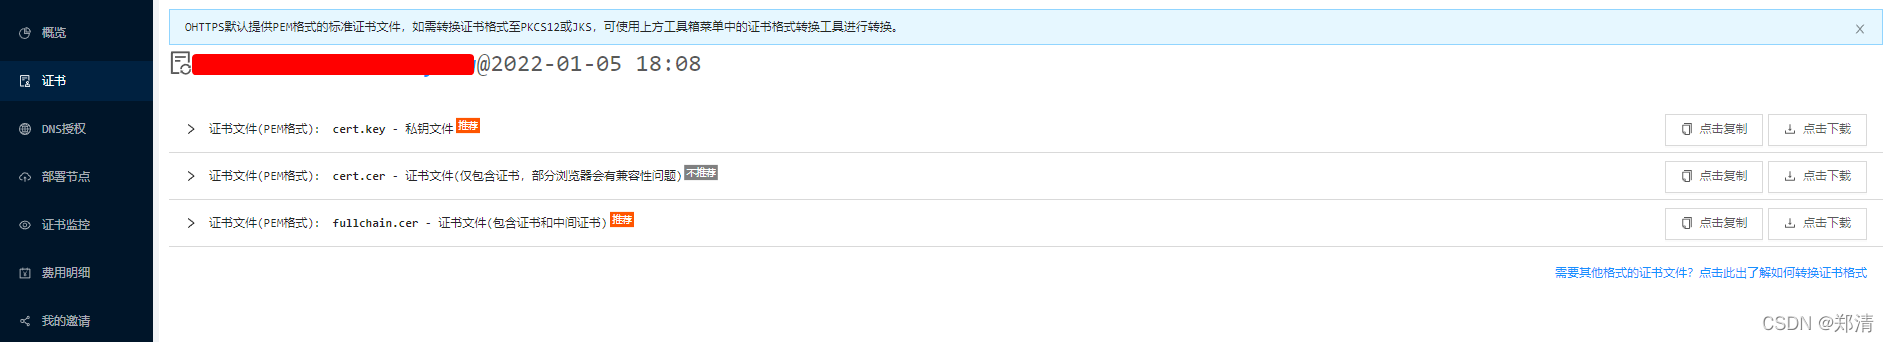 概览
证书
DNS授权
部署节点
证书监控
费用明细
我的邀请
OHTTPS默认提供PEM格式的标准证书文件，如需转换证书格式至PKCS12或JKS，可使用上方工具箱菜单中的证书格式转换工具进行转换。
@2022-01-05 18:08
证书文件(PEM格式): cert.key - 私钥文件 推荐
点击复制 点击下载
证书文件(PEM格式): cert.cer - 证书文件(仅包含证书，部分浏览器会有兼容性问题) 不推荐
点击复制 点击下载
证书文件(PEM格式): fullchain.cer - 证书文件(包含证书和中间证书) 推荐
点击复制 点击下载
需要其他格式的证书文件? 点击此出了解如何转换证书格式
CSDN @郑清